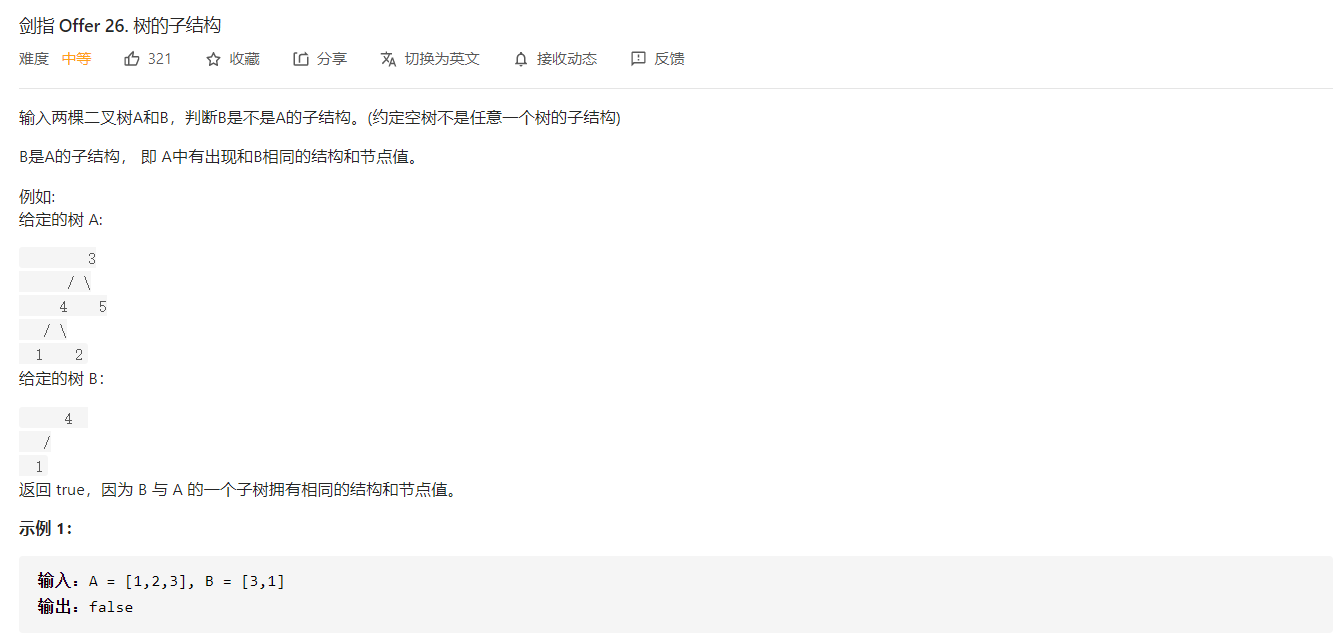 剑指 Offer 26. 树的子结构
难度 中等 321 收藏 分享 切换为英文 接收动态 反馈
输入两棵二叉树A和B，判断B是不是A的子结构。(约定空树不是任意一个树的子结构)
B是A的子结构， 即 A中有出现和B相同的结构和节点值。
例如:
给定的树 A:
3
/ \
4 5
/ \
1 2
给定的树 B：
4
/
1
返回 true，因为 B 与 A 的一个子树拥有相同的结构和节点值。
示例 1：
输入：A = [1,2,3], B = [3,1]
输出：false